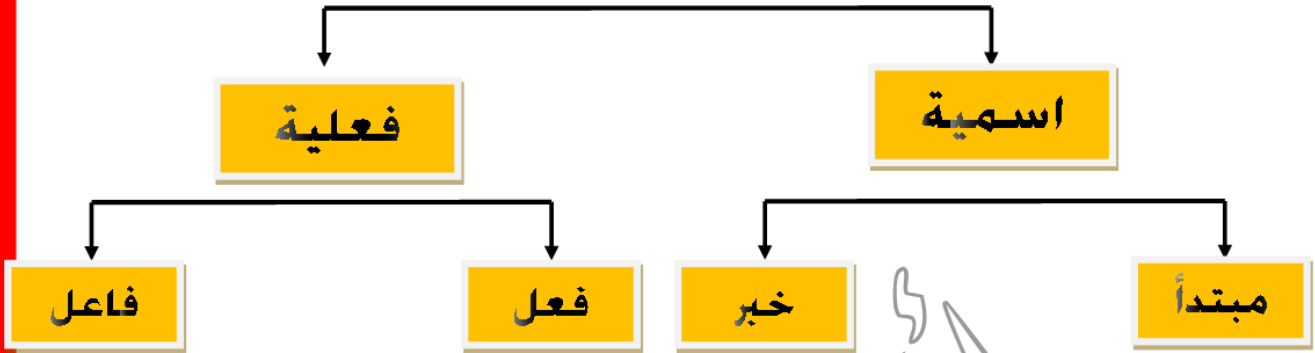 اسمية
فعلية
مبتدأ
خبر
فعل
فاعل